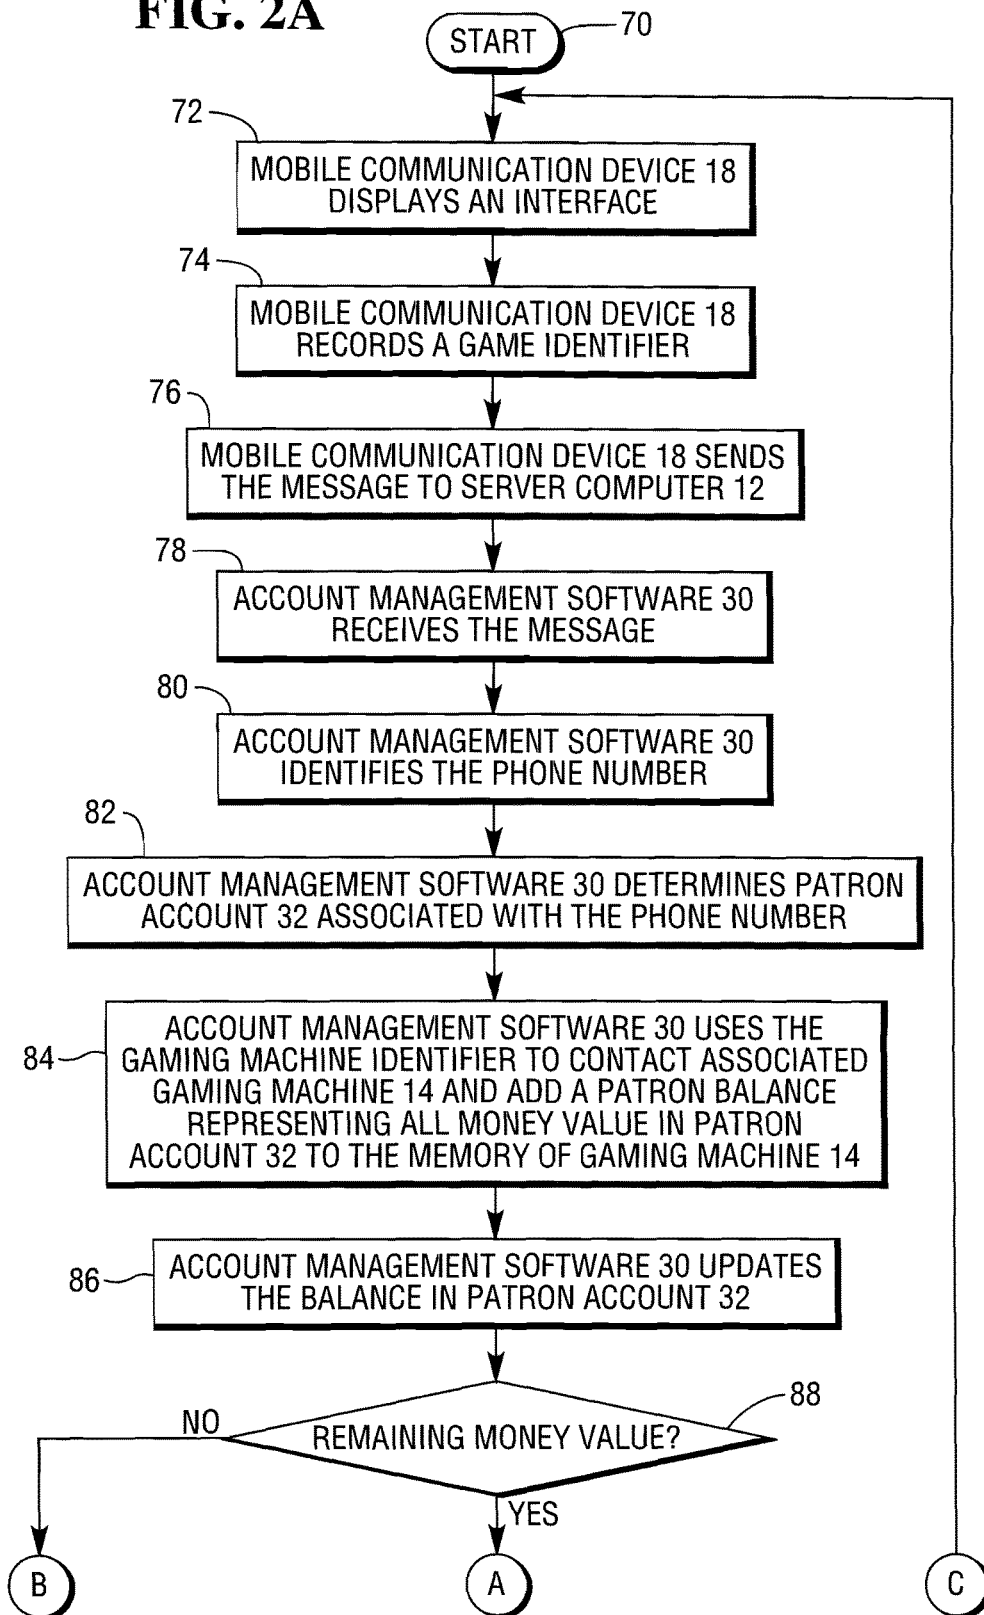 FIG. 2A
START
70
72
MOBILE COMMUNICATION DEVICE 18
DISPLAYS AN INTERFACE
74
MOBILE COMMUNICATION DEVICE 18
RECORDS A GAME IDENTIFIER
76
MOBILE COMMUNICATION DEVICE 18 SENDS
THE MESSAGE TO SERVER COMPUTER 12
78
ACCOUNT MANAGEMENT SOFTWARE 30
RECEIVES THE MESSAGE
80
ACCOUNT MANAGEMENT SOFTWARE 30
IDENTIFIES THE PHONE NUMBER
82
ACCOUNT MANAGEMENT SOFTWARE 30 DETERMINES PATRON
ACCOUNT 32 ASSOCIATED WITH THE PHONE NUMBER
84
ACCOUNT MANAGEMENT SOFTWARE 30 USES THE
GAMING MACHINE IDENTIFIER TO CONTACT ASSOCIATED
GAMING MACHINE 14 AND ADD A PATRON BALANCE
REPRESENTING ALL MONEY VALUE IN PATRON
ACCOUNT 32 TO THE MEMORY OF GAMING MACHINE 14
86
ACCOUNT MANAGEMENT SOFTWARE 30 UPDATES
THE BALANCE IN PATRON ACCOUNT 32
88
REMAINING MONEY VALUE?
NO
YES
B
A
C